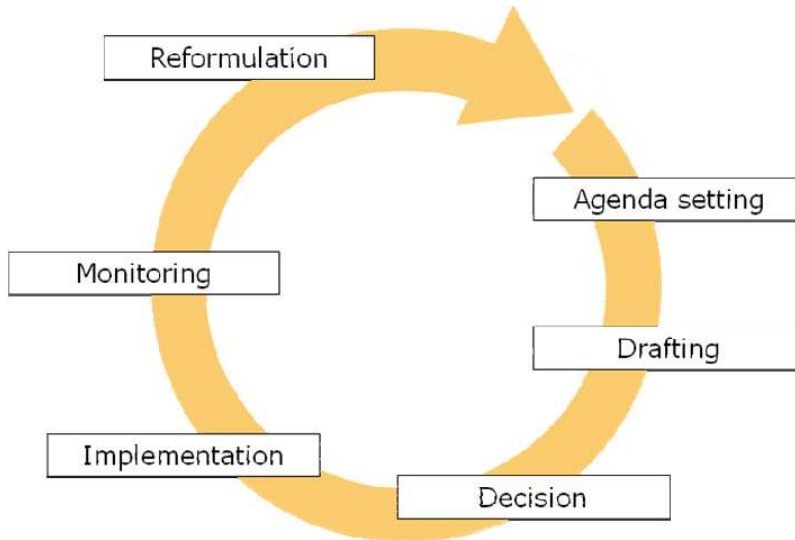 Reformulation
Agenda setting
Monitoring
Drafting
Implementation
Decision